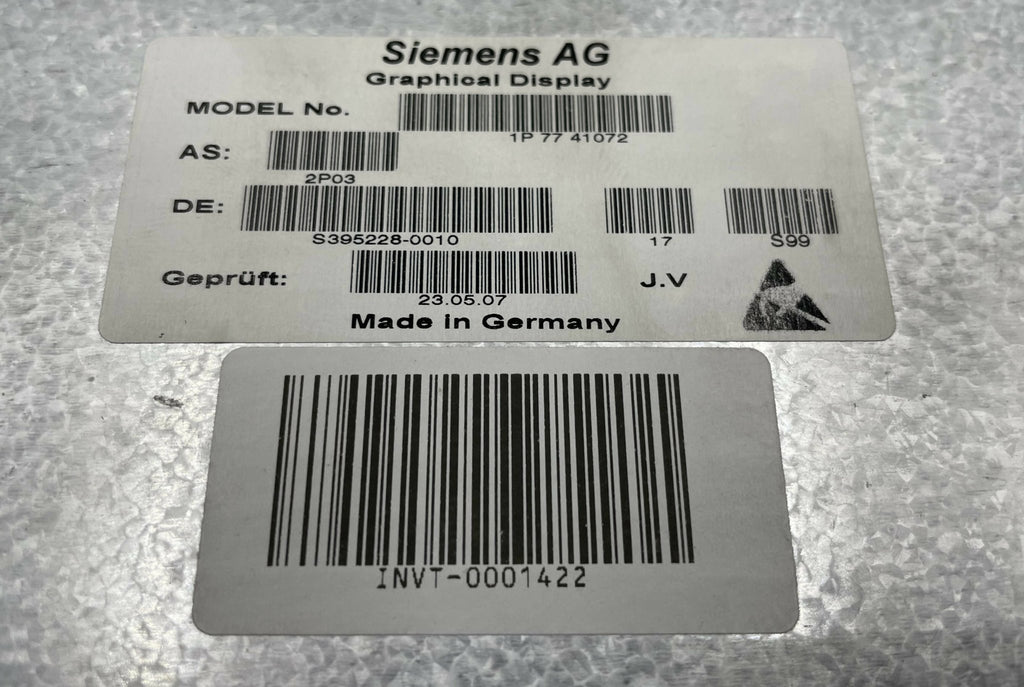 Siemens AG
Graphical Display
MODEL No.
1P 77 41072
AS:
2P03
DE:
S395228-0010
17
S99
Geprüft:
23.05.07
J.V
Made in Germany
INVT-0001422